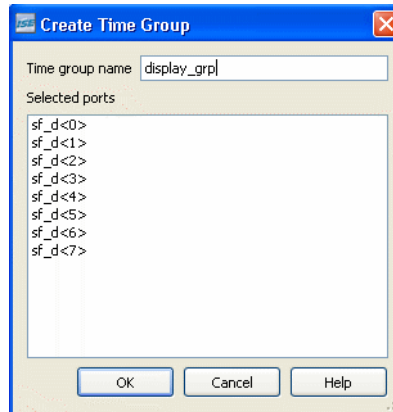 ISE Create Time Group
Time group name display_grp
Selected ports
sf_d<0>
sf_d<1>
sf_d<2>
sf_d<3>
sf_d<4>
sf_d<5>
sf_d<6>
sf_d<7>
OK Cancel Help